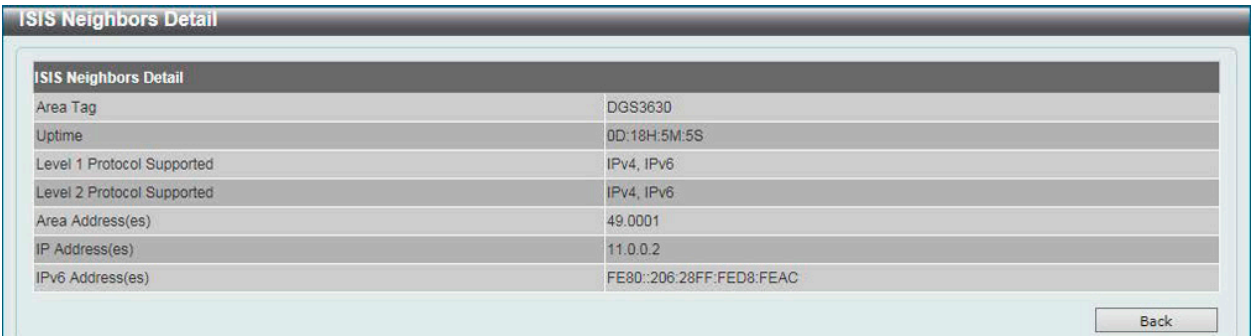 ISIS Neighbors Detail
ISIS Neighbors Detail
Area Tag DGS3630
Uptime 0D:18H:5M:5S
Level 1 Protocol Supported IPv4, IPv6
Level 2 Protocol Supported IPv4, IPv6
Area Address(es) 49.0001
IP Address(es) 11.0.0.2
IPv6 Address(es) FE80::206:28FF:FED8:FEAC
Back